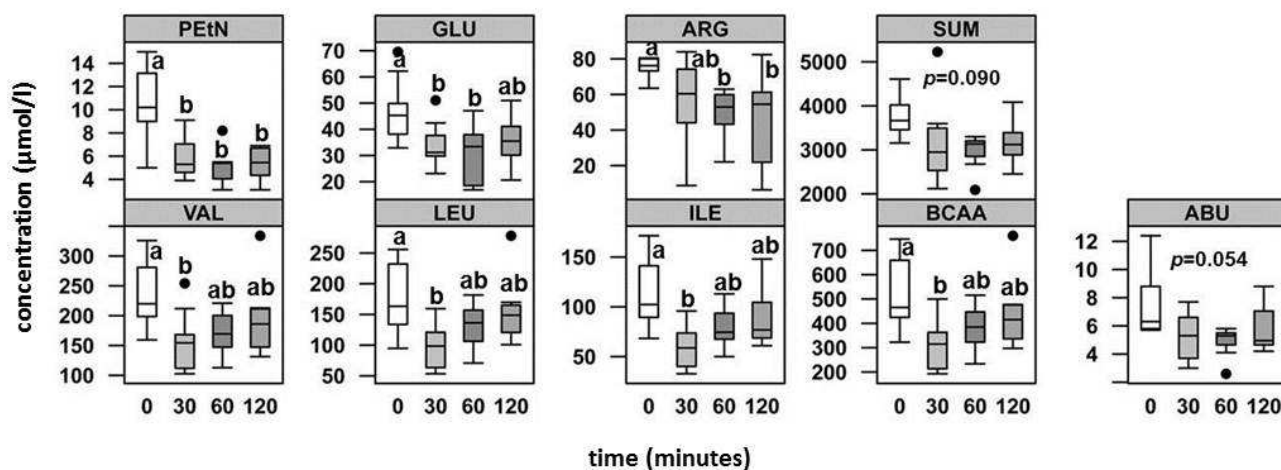 PEtN GLU ARG SUM
14 12 10 8 6 4
a b b b
70 60 50 40 30 20
a b b ab
80 60 40 20
a ab b b
5000 4000 3000 2000
p=0.090
VAL LEU ILE BCAA ABU
300 250 200 150 100
a b ab ab
250 200 150 100 50
a b ab ab
150 100 50
a b ab ab
700 600 500 400 300 200
a b ab ab
12 10 8 6 4
p=0.054
concentration (µmol/l)
0 30 60 120 0 30 60 120 0 30 60 120 0 30 60 120 0 30 60 120
time (minutes)